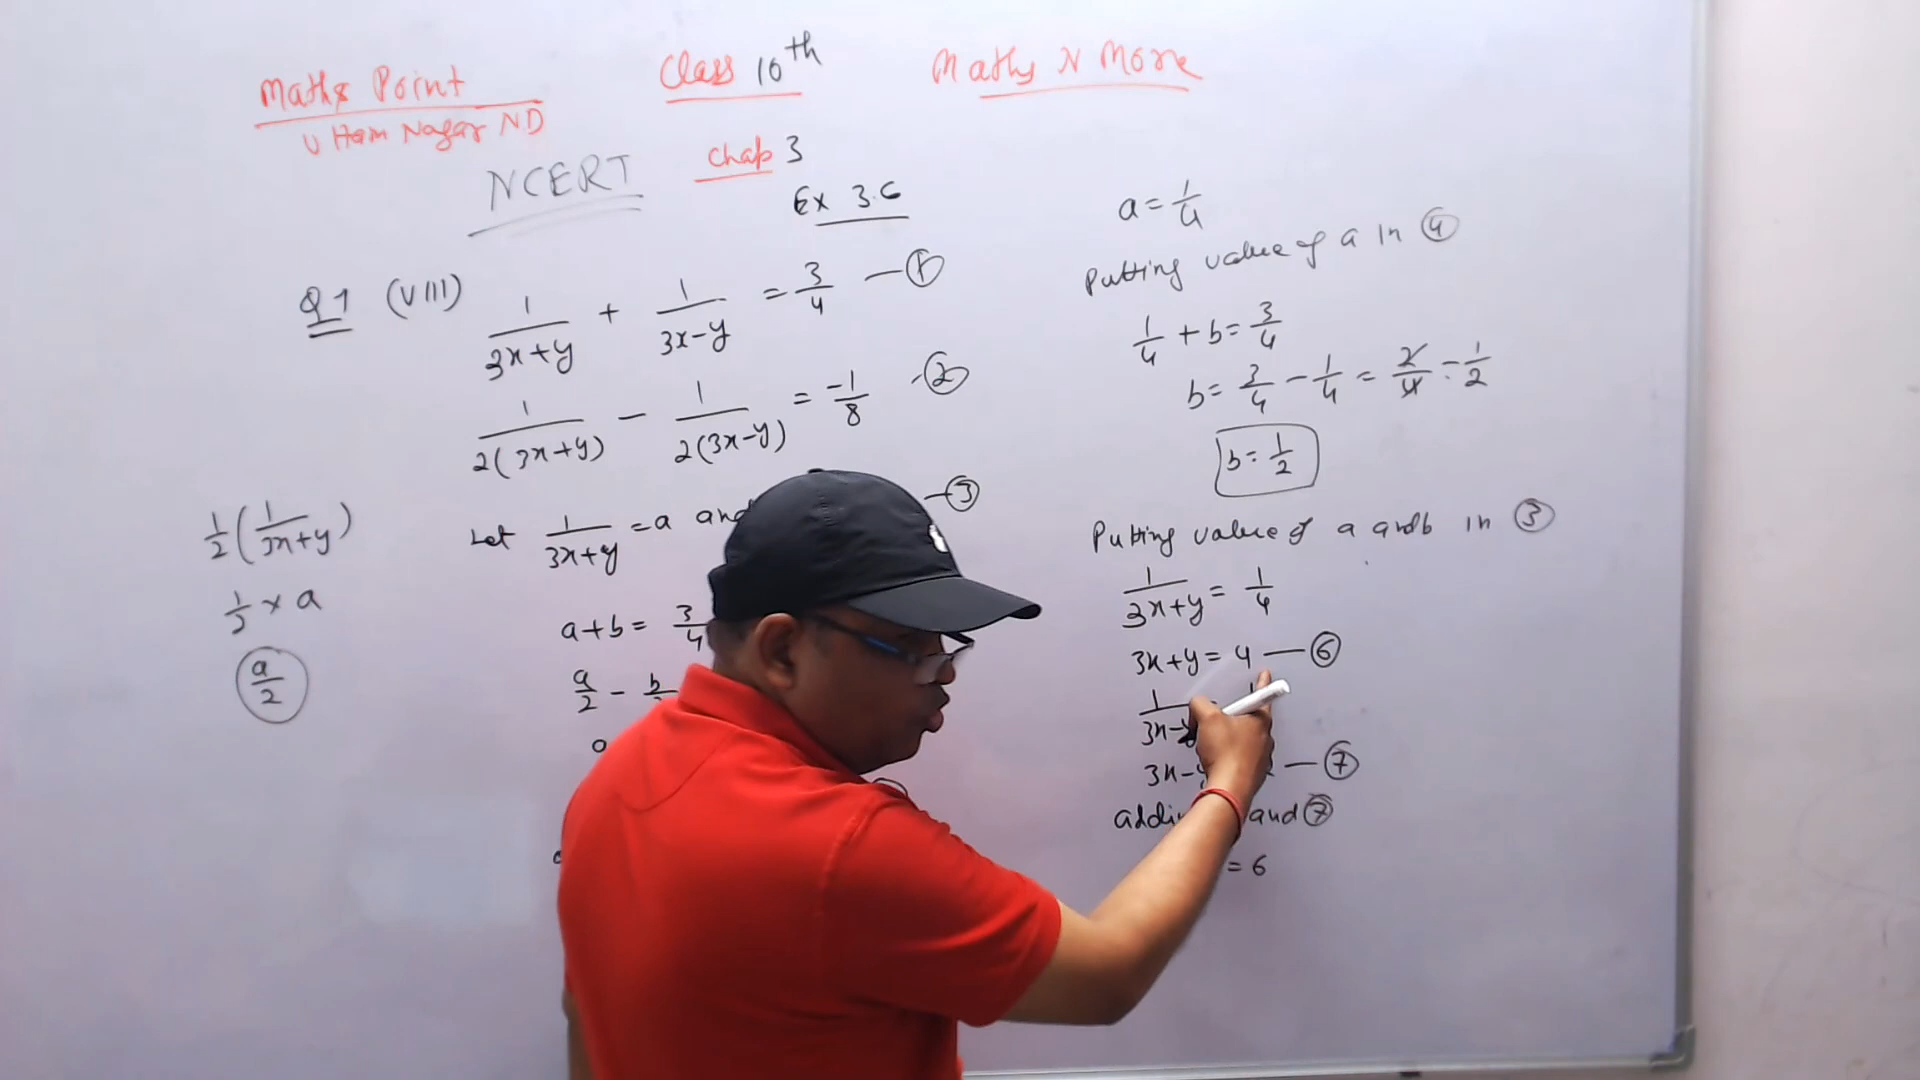 Maths Point
U Ham Nagar ND
Class 10th
Maths N More
NCERT
Chap 3
Ex 3.6
Q1 (VIII) 1/(3x+y) + 1/(3x-y) = 3/4 — ①
1/(2(3x+y)) - 1/(2(3x-y)) = -1/8 - ②
Let 1/(3x+y) = a and — ③
1/2 (1/(3x+y))
1/2 × a
a/2
a+b = 3/4
a/2 - b
a = 1/4
Putting value of a in ④
1/4 + b = 3/4
b = 3/4 - 1/4 = 2/4 = 1/2
b = 1/2
Putting value of a and b in ③
1/(3x+y) = 1/4
3x+y = 4 — ⑥
1/(3x-y
3x-y — ⑦
and ⑦
= 6